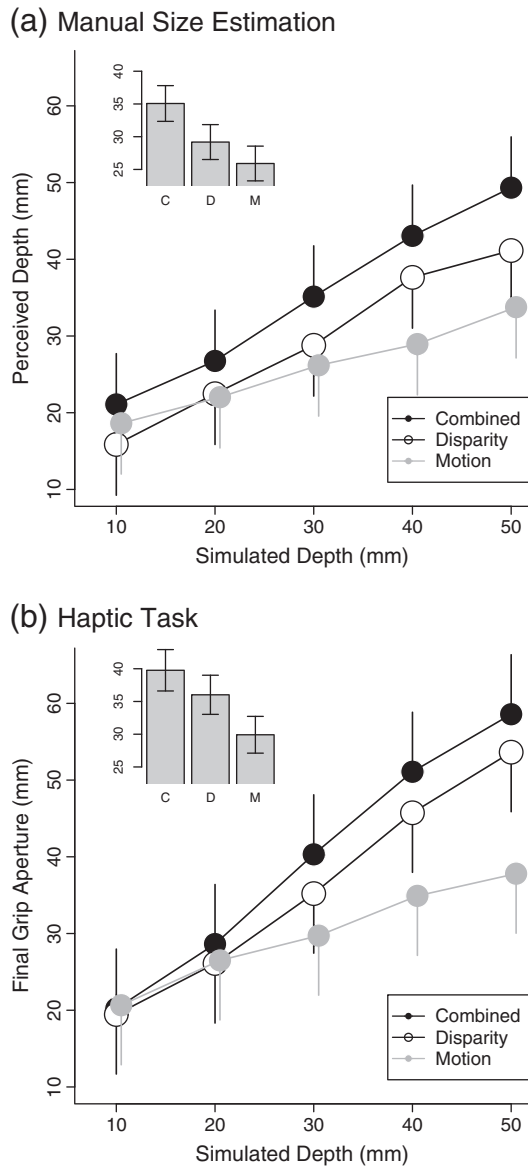 (a) Manual Size Estimation
Perceived Depth (mm)
60
50
40
30
20
10
40
35
30
25
C D M
Combined
Disparity
Motion
10 20 30 40 50
Simulated Depth (mm)
(b) Haptic Task
Final Grip Aperture (mm)
60
50
40
30
20
10
40
35
30
25
C D M
Combined
Disparity
Motion
10 20 30 40 50
Simulated Depth (mm)